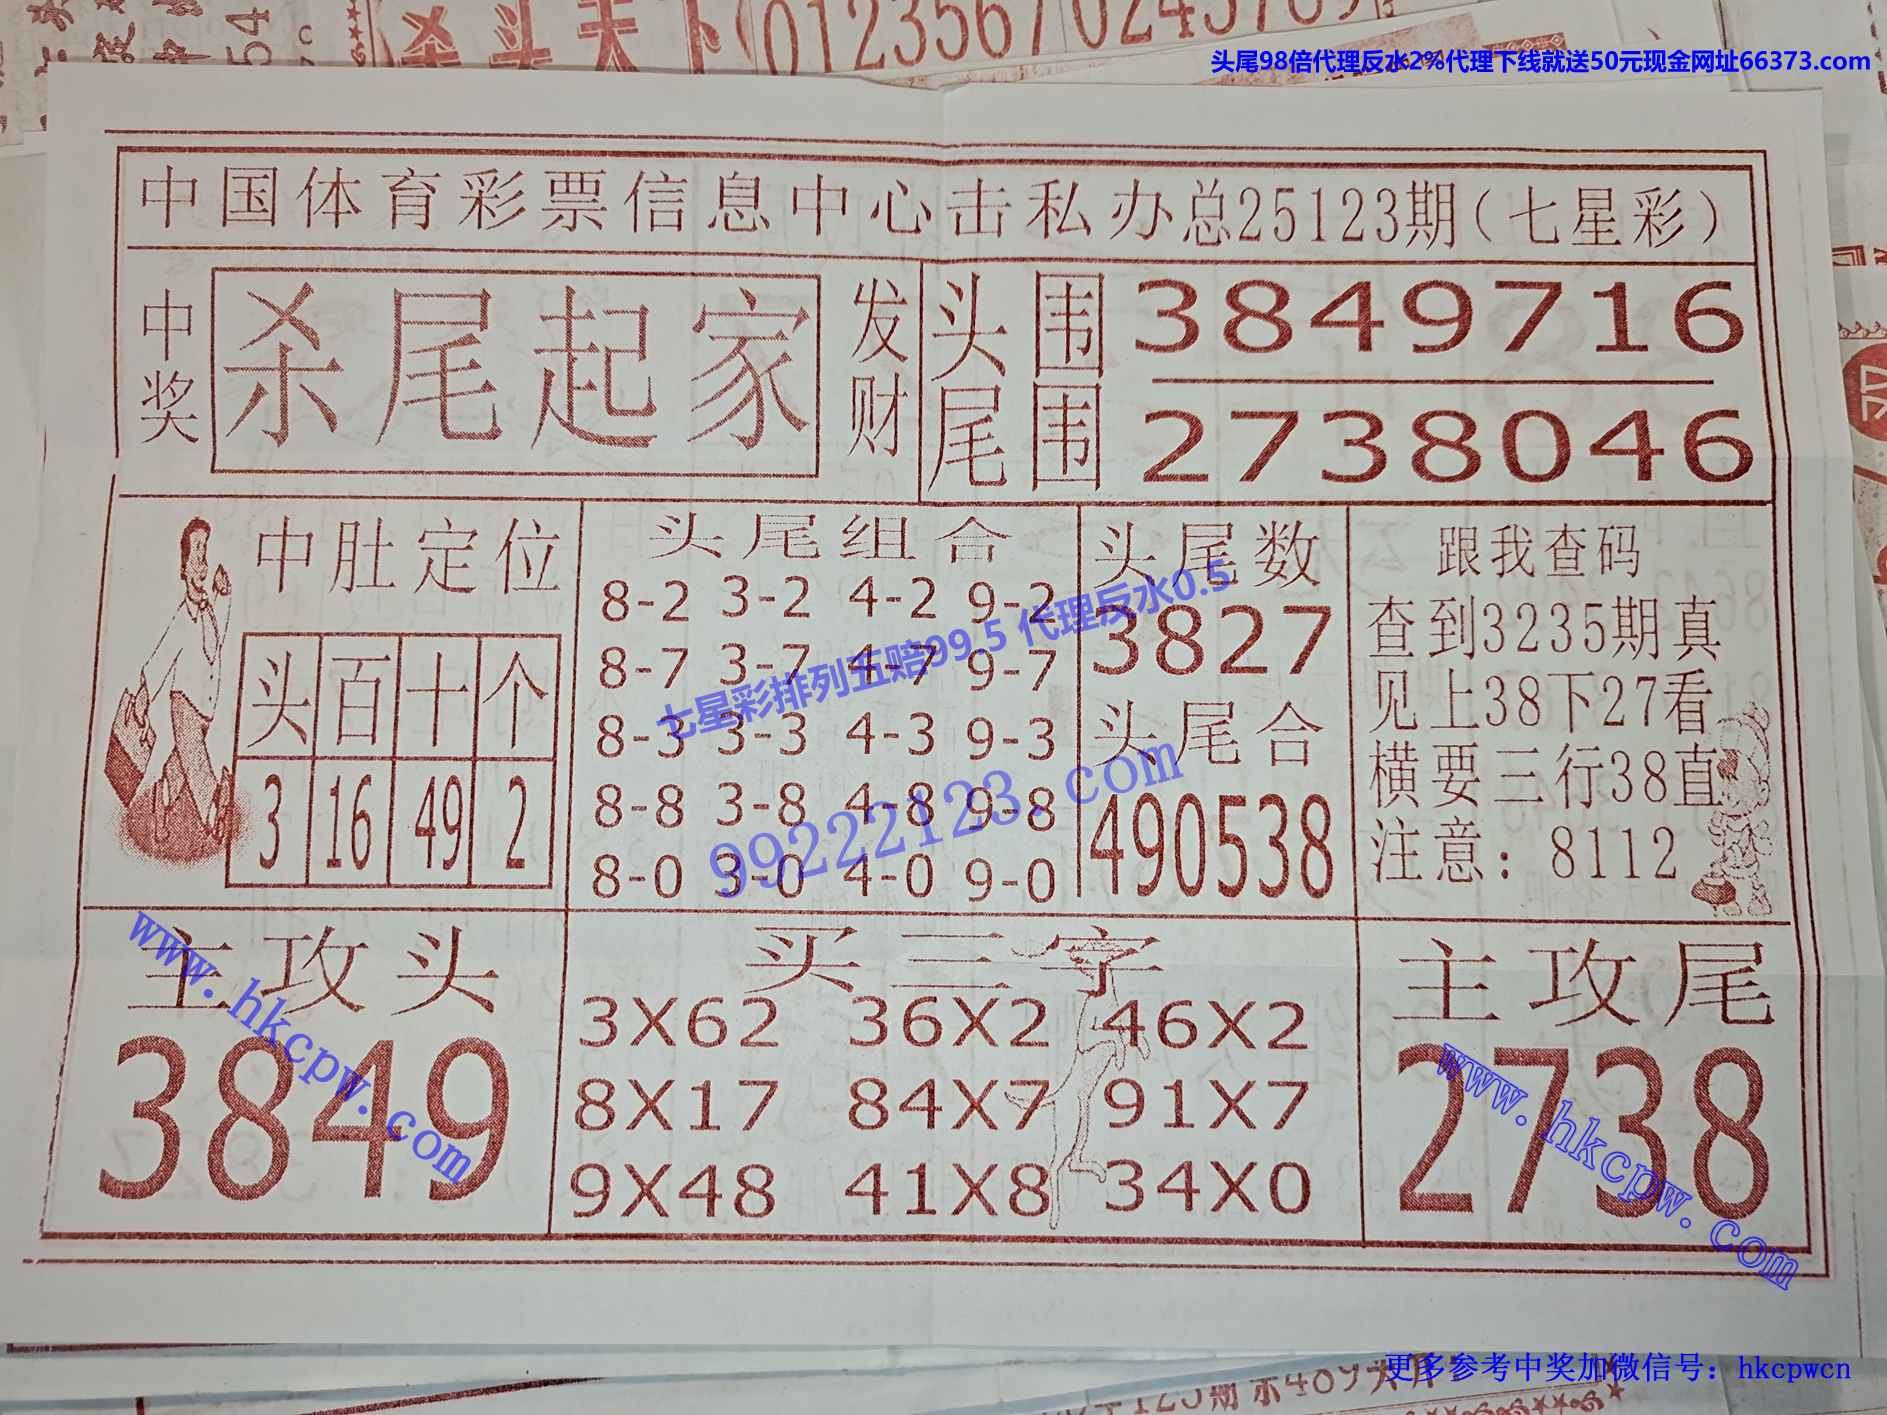 杀头天下
头尾98倍代理反水2%代理下线就送50元现金网址66373.com
中国体育彩票信息中心击私办总25123期(七星彩)
中奖
杀尾起家
发财
头围 3849716
尾围 2738046
中肚定位
头 百 十 个
3 16 49 2
头尾组合
8-2 3-2 4-2 9-2
8-7 3-7 4-7 9-7
8-3 3-3 4-3 9-3
8-8 3-8 4-8 9-8
8-0 3-0 4-0 9-0
头尾数
3827
头尾合
490538
跟我查码
查到3235期真
见上38下27看
横要三行38直
注意：8112
七星彩排列五赔99.5 代理反水0.5
99222123.com
主攻头
3849
买三字
3X62 36X2 46X2
8X17 84X7 91X7
9X48 41X8 34X0
主攻尾
2738
www.hkcpw.com
www.hkcpw.com
更多参考中奖加微信号：hkcpwcn